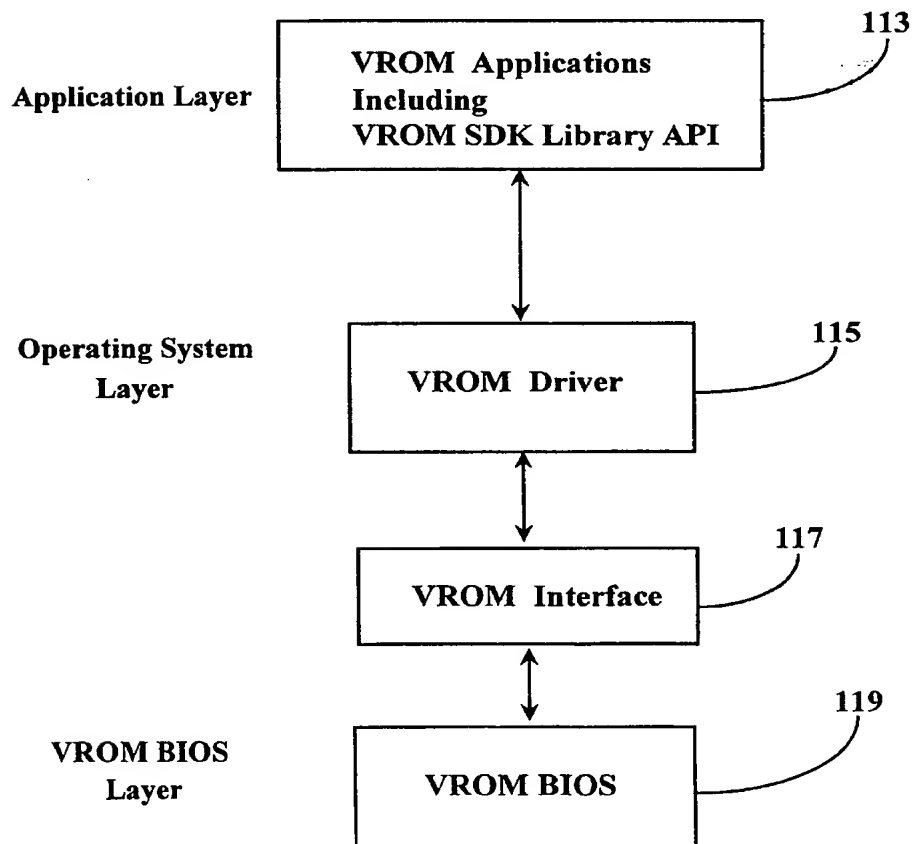 113
VROM Applications
Including
VROM SDK Library API
Application Layer
115
Operating System
Layer
VROM Driver
117
VROM Interface
119
VROM BIOS
Layer
VROM BIOS